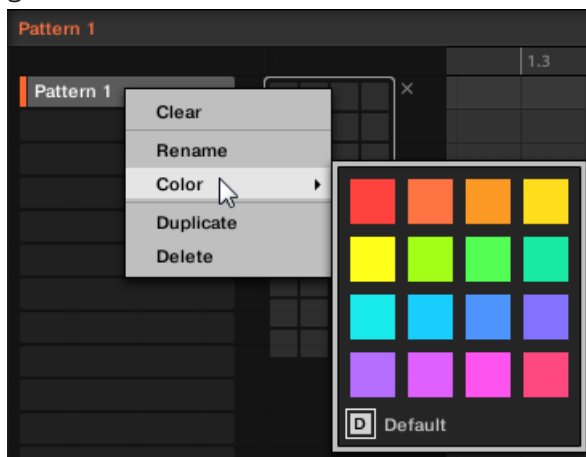 Pattern 1
1.3
Pattern 1
Clear
Rename
Color
Duplicate
Delete
D Default